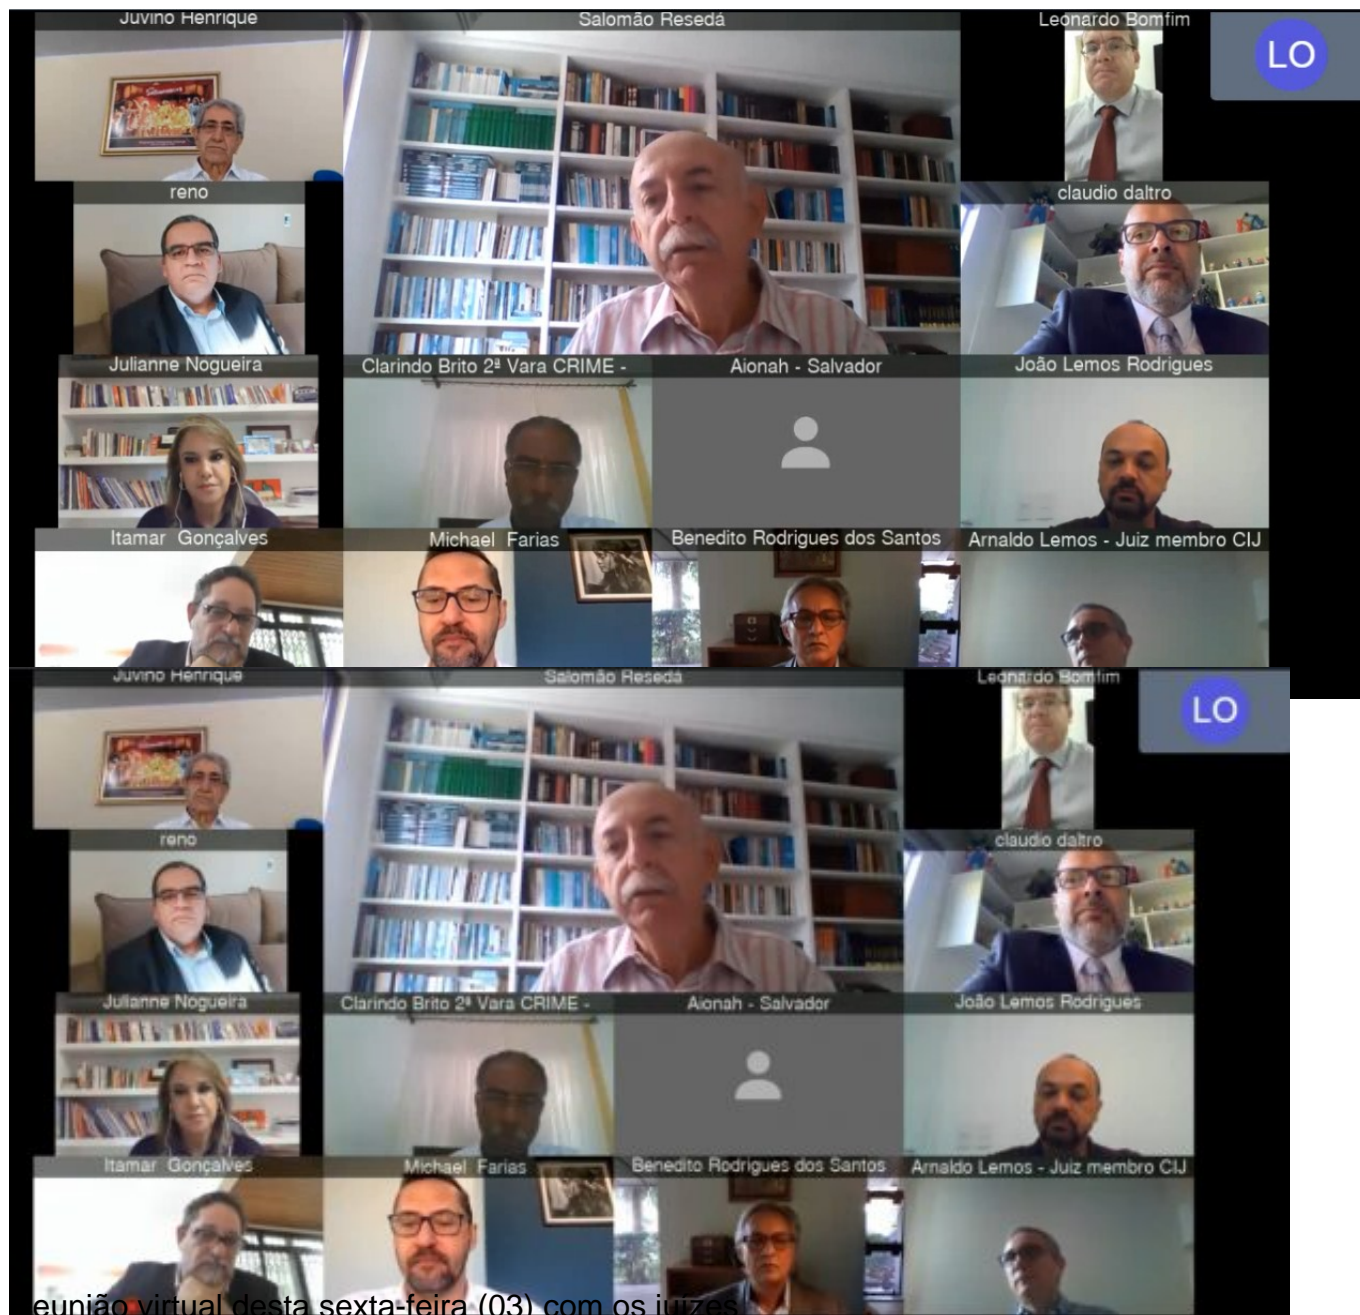 Juvino Henrique
Salomão Resedá
Leonardo Bomfim
LO
reno
claudio daltro
Julianne Nogueira
Clarindo Brito 2ª Vara CRIME -
Aionah - Salvador
João Lemos Rodrigues
Itamar Gonçalves
Michael Farias
Benedito Rodrigues dos Santos
Arnaldo Lemos - Juiz membro CIJ
Juvino Henrique
Salomão Resedá
Leonardo Bomfim
LO
reno
claudio daltro
Julianne Nogueira
Clarindo Brito 2ª Vara CRIME -
Aionah - Salvador
João Lemos Rodrigues
Itamar Gonçalves
Michael Farias
Benedito Rodrigues dos Santos
Arnaldo Lemos - Juiz membro CIJ
eunião virtual desta sexta-feira (03) com os juízes